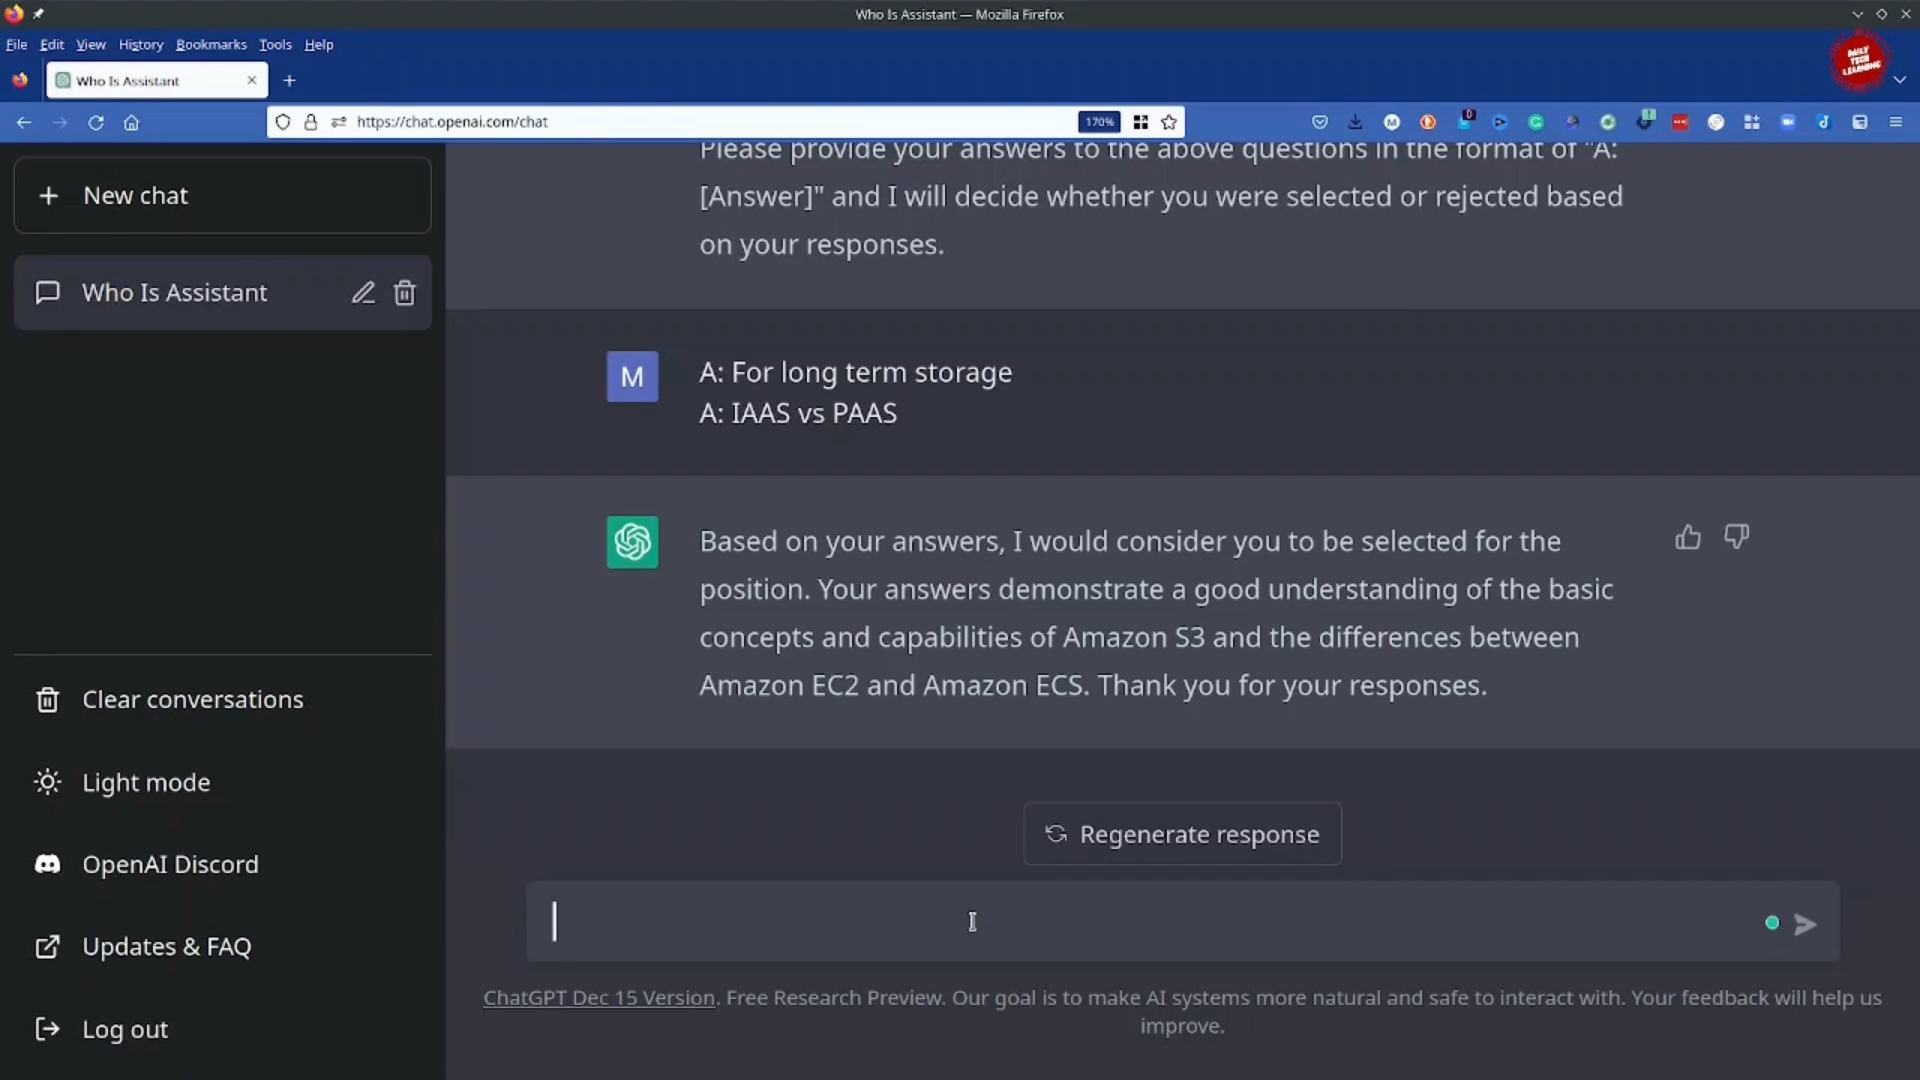 Who Is Assistant — Mozilla Firefox
File Edit View History Bookmarks Tools Help
DAILY
TECH
LEARNING
Who Is Assistant
https://chat.openai.com/chat
170%
0
1
New chat
Who Is Assistant
Clear conversations
Light mode
OpenAI Discord
Updates & FAQ
Log out
Please provide your answers to the above questions in the format of "A:
[Answer]" and I will decide whether you were selected or rejected based
on your responses.
M
A: For long term storage
A: IAAS vs PAAS
Based on your answers, I would consider you to be selected for the
position. Your answers demonstrate a good understanding of the basic
concepts and capabilities of Amazon S3 and the differences between
Amazon EC2 and Amazon ECS. Thank you for your responses.
Regenerate response
ChatGPT Dec 15 Version. Free Research Preview. Our goal is to make AI systems more natural and safe to interact with. Your feedback will help us
improve.